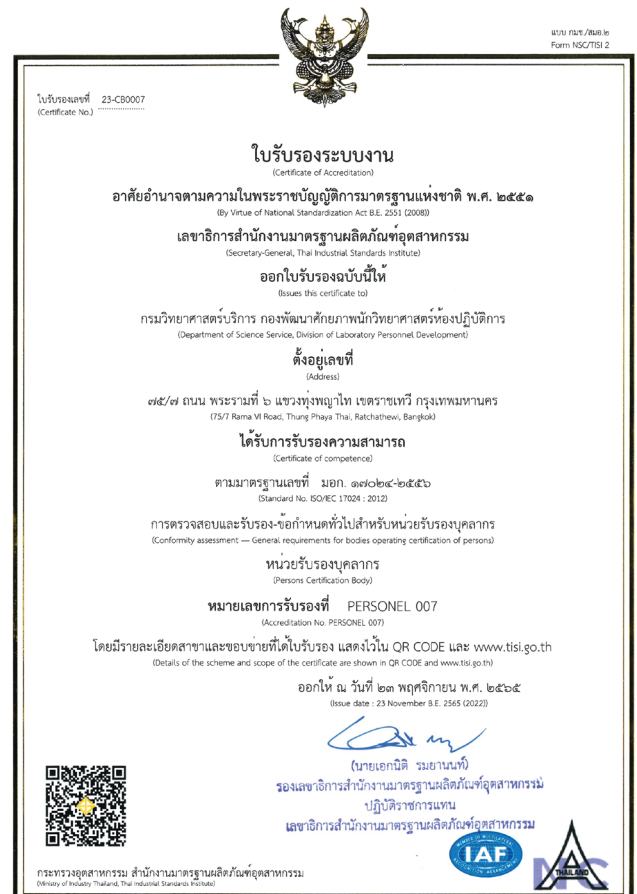 แบบ กมช./สมอ.๒
Form NSC/TISI 2
ใบรับรองเลขที่ 23-CB0007
(Certificate No.)
ใบรับรองระบบงาน
(Certificate of Accreditation)
อาศัยอำนาจตามความในพระราชบัญญัติการมาตรฐานแห่งชาติ พ.ศ. ๒๕๕๑
(By Virtue of National Standardization Act B.E. 2551 (2008))
เลขาธิการสำนักงานมาตรฐานผลิตภัณฑ์อุตสาหกรรม
(Secretary-General, Thai Industrial Standards Institute)
ออกใบรับรองฉบับนี้ให้
(Issues this certificate to)
กรมวิทยาศาสตร์บริการ กองพัฒนาศักยภาพนักวิทยาศาสตร์ห้องปฏิบัติการ
(Department of Science Service, Division of Laboratory Personnel Development)
ตั้งอยู่เลขที่
(Address)
๗๕/๗ ถนน พระรามที่ ๖ แขวงทุ่งพญาไท เขตราชเทวี กรุงเทพมหานคร
(75/7 Rama VI Road, Thung Phaya Thai, Ratchathewi, Bangkok)
ได้รับการรับรองความสามารถ
(Certificate of competence)
ตามมาตรฐานเลขที่ มอก. ๑๗๐๒๔-๒๕๕๖
(Standard No. ISO/IEC 17024 : 2012)
การตรวจสอบและรับรอง-ข้อกำหนดทั่วไปสำหรับหน่วยรับรองบุคลากร
(Conformity assessment — General requirements for bodies operating certification of persons)
หน่วยรับรองบุคลากร
(Persons Certification Body)
หมายเลขการรับรองที่ PERSONEL 007
(Accreditation No. PERSONEL 007)
โดยมีรายละเอียดสาขาและขอบข่ายที่ได้ใบรับรอง แสดงไว้ใน QR CODE และ www.tisi.go.th
(Details of the scheme and scope of the certificate are shown in QR CODE and www.tisi.go.th)
ออกให้ ณ วันที่ ๒๓ พฤศจิกายน พ.ศ. ๒๕๖๕
(Issue date : 23 November B.E. 2565 (2022))
(นายเอกนิติ รมยานนท์)
รองเลขาธิการสำนักงานมาตรฐานผลิตภัณฑ์อุตสาหกรรม
ปฏิบัติราชการแทน
เลขาธิการสำนักงานมาตรฐานผลิตภัณฑ์อุตสาหกรรม
IAF
THAILAND
กระทรวงอุตสาหกรรม สำนักงานมาตรฐานผลิตภัณฑ์อุตสาหกรรม
(Ministry of Industry Thailand, Thai Industrial Standards Institute)